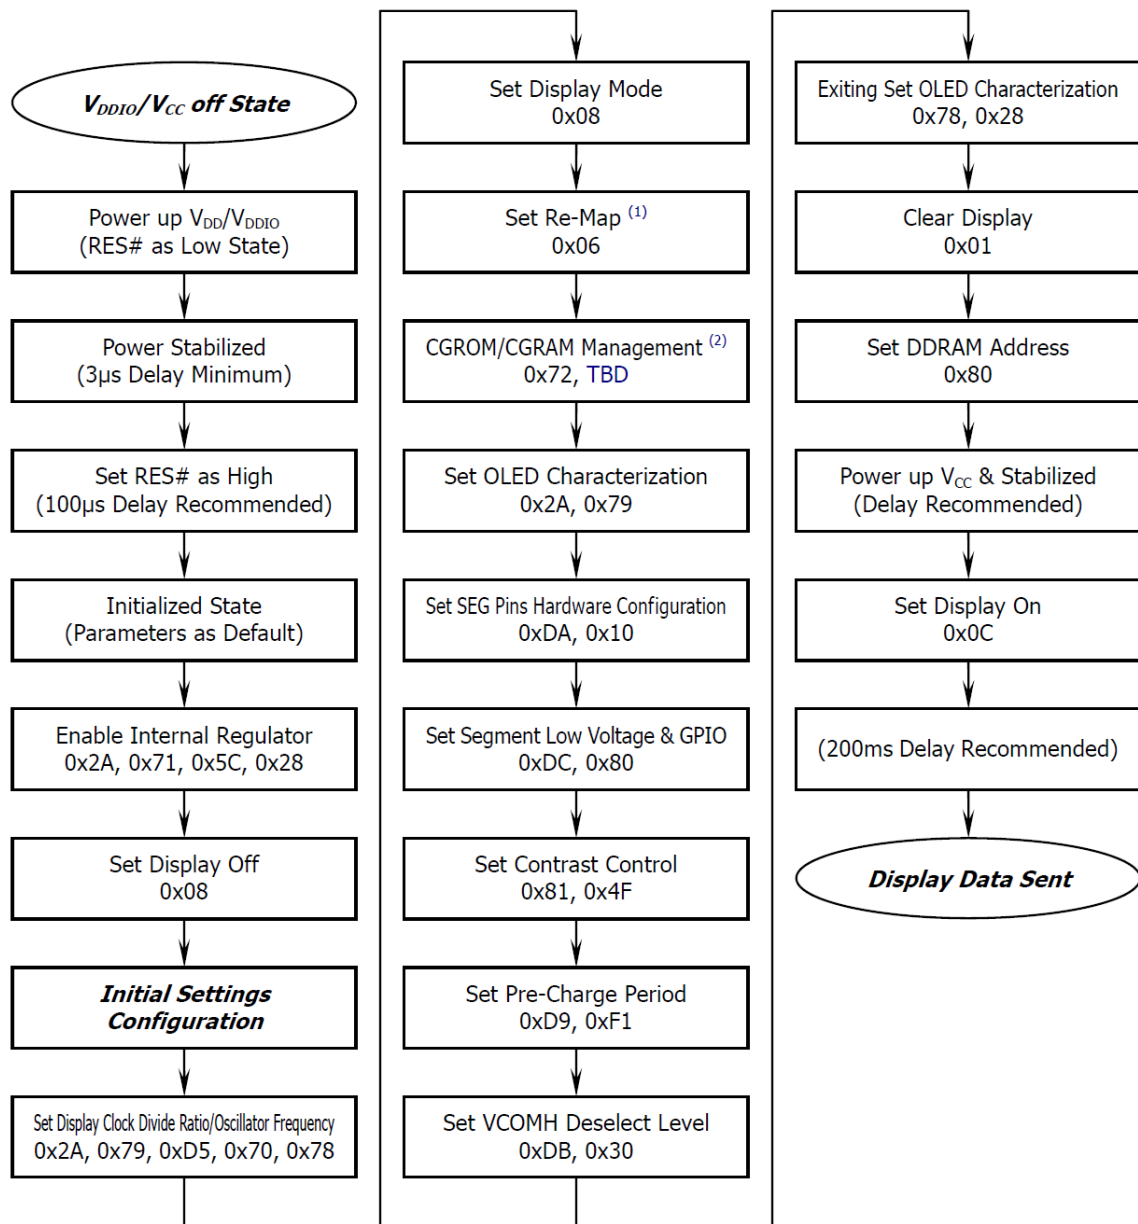 V_DDIO/V_CC off State
Power up V_DD/V_DDIO
(RES# as Low State)
Power Stabilized
(3µs Delay Minimum)
Set RES# as High
(100µs Delay Recommended)
Initialized State
(Parameters as Default)
Enable Internal Regulator
0x2A, 0x71, 0x5C, 0x28
Set Display Off
0x08
Initial Settings
Configuration
Set Display Clock Divide Ratio/Oscillator Frequency
0x2A, 0x79, 0xD5, 0x70, 0x78
Set Display Mode
0x08
Set Re-Map (1)
0x06
CGROM/CGRAM Management (2)
0x72, TBD
Set OLED Characterization
0x2A, 0x79
Set SEG Pins Hardware Configuration
0xDA, 0x10
Set Segment Low Voltage & GPIO
0xDC, 0x80
Set Contrast Control
0x81, 0x4F
Set Pre-Charge Period
0xD9, 0xF1
Set VCOMH Deselect Level
0xDB, 0x30
Exiting Set OLED Characterization
0x78, 0x28
Clear Display
0x01
Set DDRAM Address
0x80
Power up V_CC & Stabilized
(Delay Recommended)
Set Display On
0x0C
(200ms Delay Recommended)
Display Data Sent